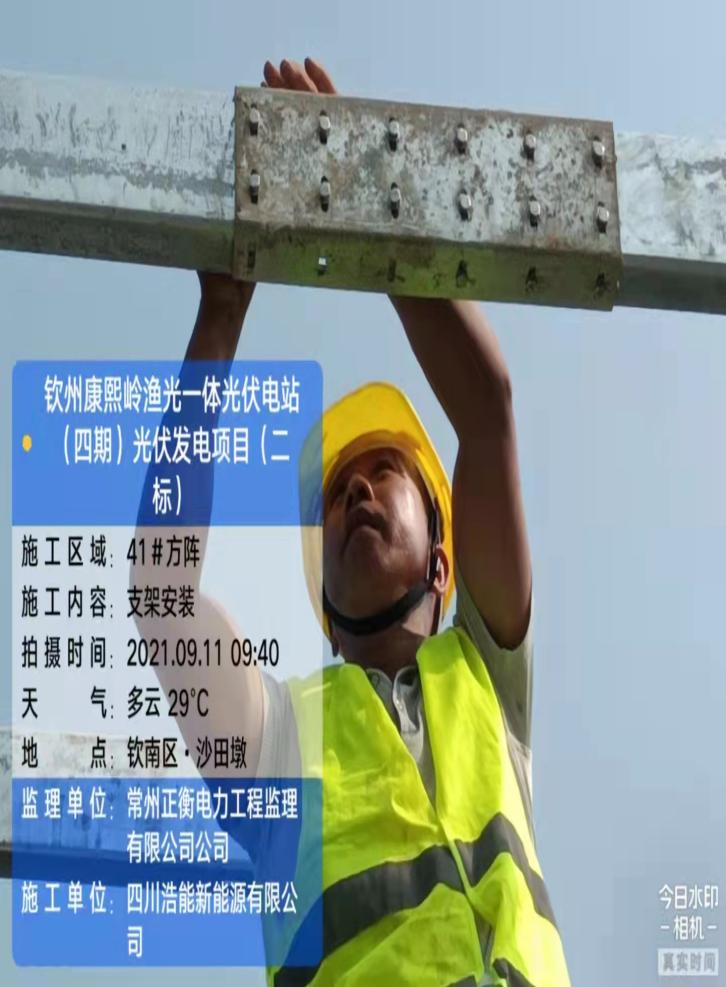 钦州康熙岭渔光一体光伏电站
（四期）光伏发电项目（二
标）
施工区域：41#方阵
施工内容：支架安装
拍摄时间：2021.09.11 09:40
天气：多云 29°C
地点：钦南区·沙田墩
监理单位：常州正衡电力工程监理
有限公司公司
施工单位：四川浩能新能源有限公
司
今日水印
-相机-
真实时间